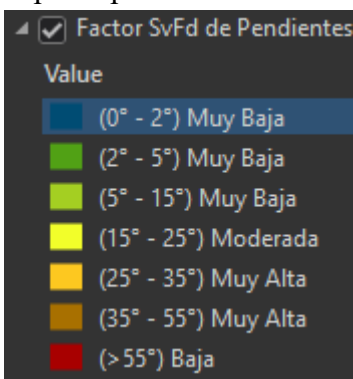 Factor SvFd de Pendientes
Value
(0° - 2°) Muy Baja
(2° - 5°) Muy Baja
(5° - 15°) Muy Baja
(15° - 25°) Moderada
(25° - 35°) Muy Alta
(35° - 55°) Muy Alta
(>55°) Baja